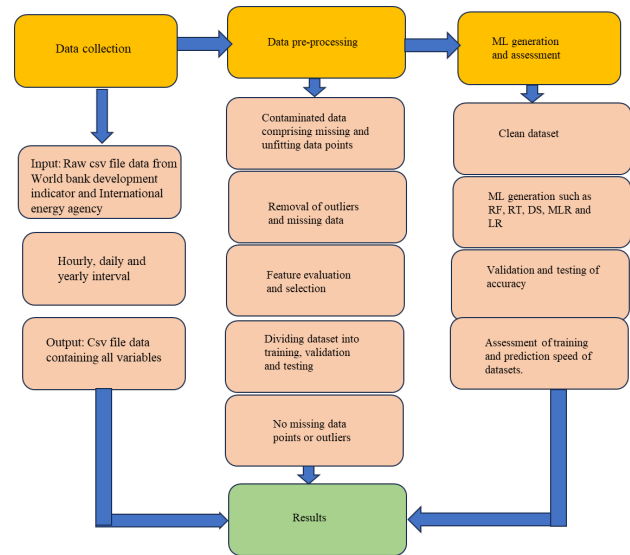 Data collection
Input: Raw csv file data from
World bank development
indicator and International
energy agency
Hourly, daily and
yearly interval
Output: Csv file data
containing all variables
Data pre-processing
Contaminated data
comprising missing and
unfitting data points
Removal of outliers
and missing data
Feature evaluation
and selection
Dividing dataset into
training, validation
and testing
No missing data
points or outliers
ML generation
and assessment
Clean dataset
ML generation such as
RF, RT, DS, MLR and
LR
Validation and testing of
accuracy
Assessment of training
and prediction speed of
datasets.
Results